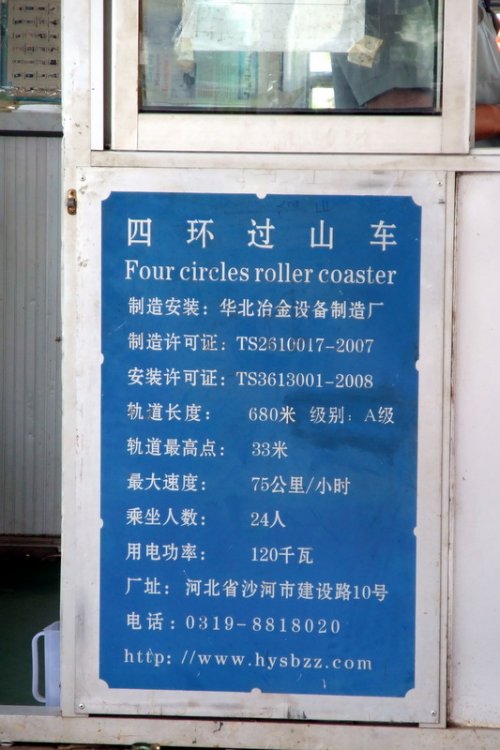 四环过山车
Four circles roller coaster
制造安装：华北冶金设备制造厂
制造许可证：TS2610017-2007
安装许可证：TS3613001-2008
轨道长度： 680米 级别：A级
轨道最高点： 33米
最大速度： 75公里/小时
乘坐人数： 24人
用电功率： 120千瓦
厂址：河北省沙河市建设路10号
电话：0319-8818020
http: //www.hysbzz.com